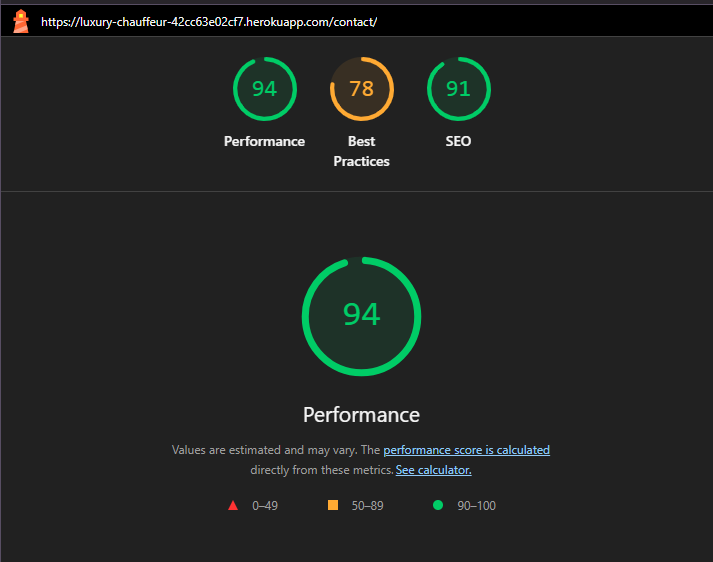 https://luxury-chauffeur-42cc63e02cf7.herokuapp.com/contact/
94 78 91
Performance Best Practices SEO
94
Performance
Values are estimated and may vary. The performance score is calculated
directly from these metrics. See calculator.
0–49 50–89 90–100